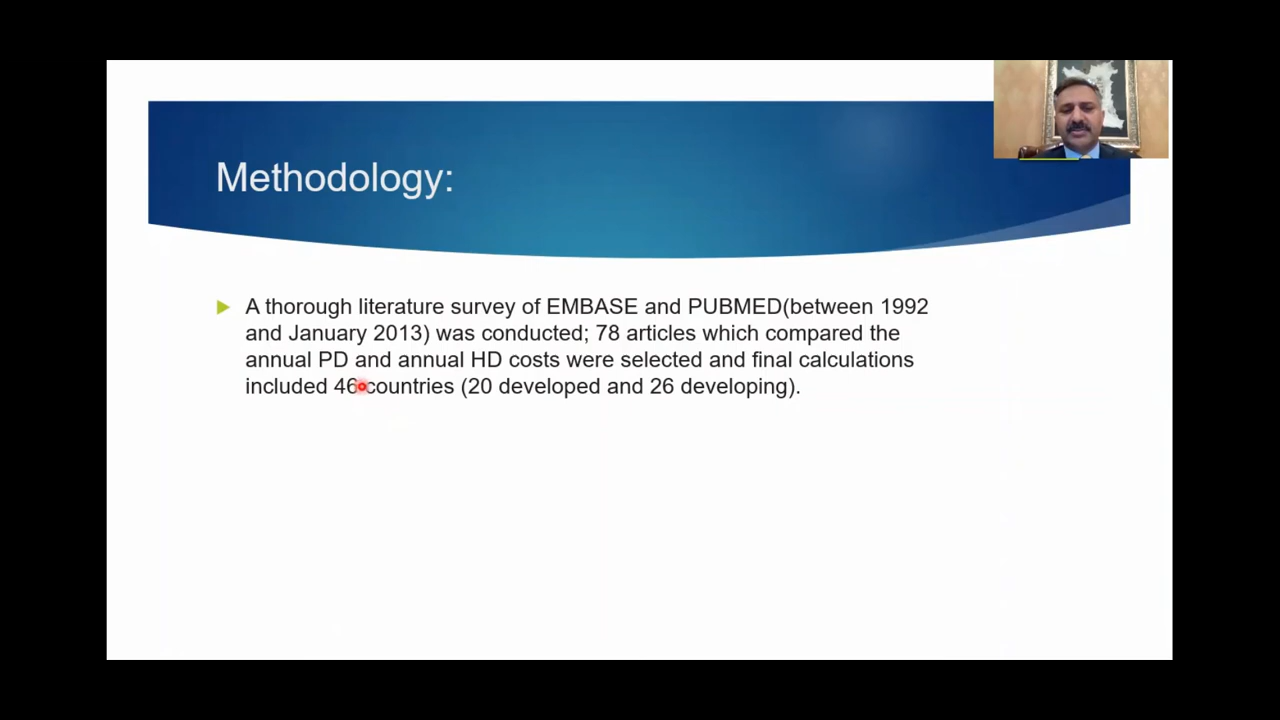 Methodology:
A thorough literature survey of EMBASE and PUBMED(between 1992
and January 2013) was conducted; 78 articles which compared the
annual PD and annual HD costs were selected and final calculations
included 46 countries (20 developed and 26 developing).